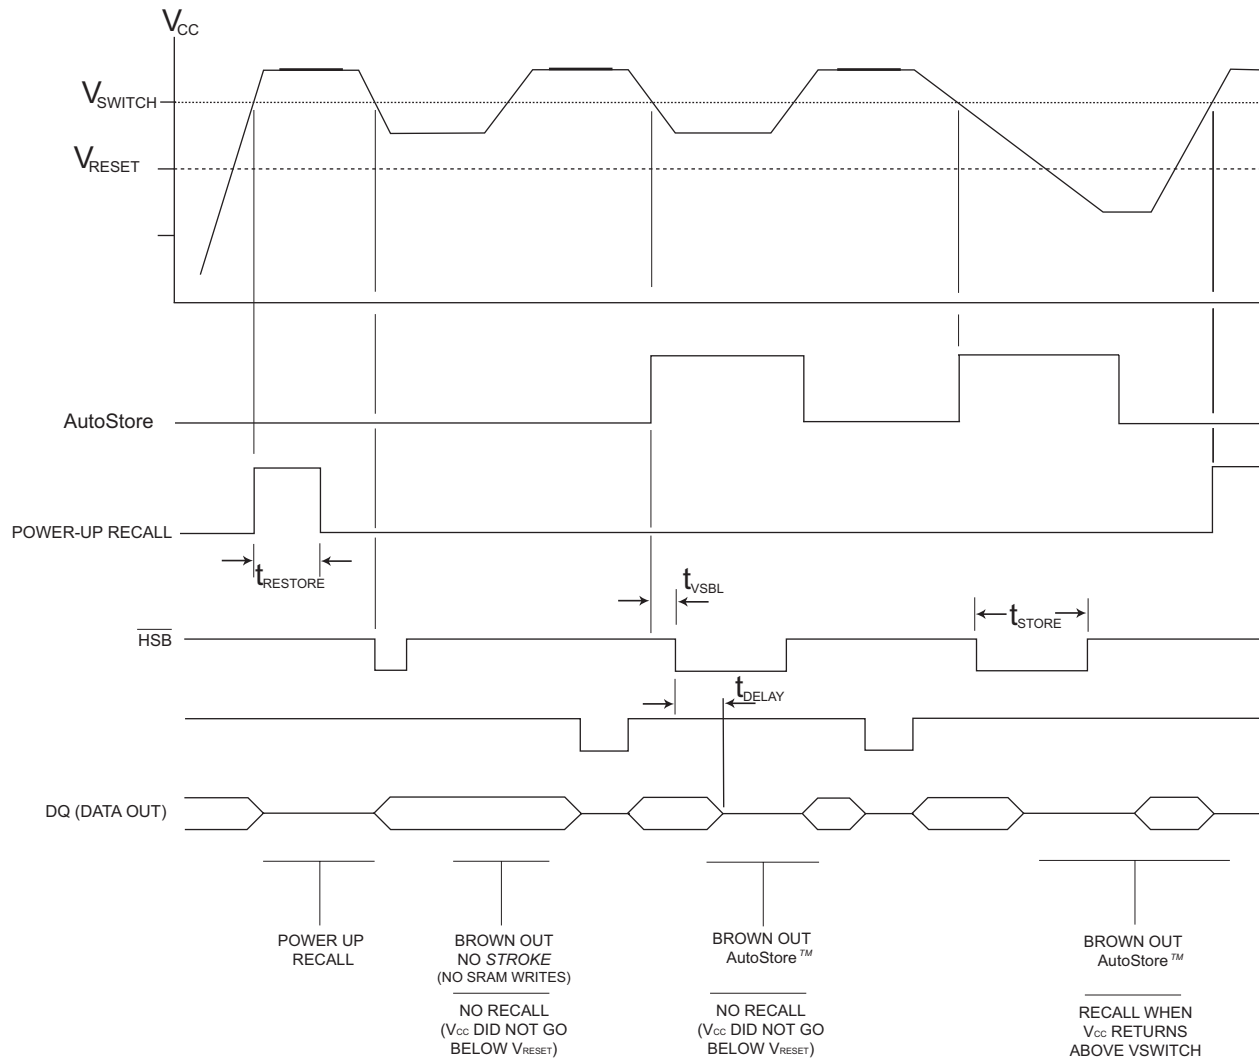 VCC
VSWITCH
VRESET
AutoStore
POWER-UP RECALL
tRESTORE
tVSBL
HSB
tSTORE
tDELAY
DQ (DATA OUT)
POWER UP
RECALL
BROWN OUT
NO STROKE
(NO SRAM WRITES)
NO RECALL
(VCC DID NOT GO
BELOW VRESET)
BROWN OUT
AutoStore™
NO RECALL
(VCC DID NOT GO
BELOW VRESET)
BROWN OUT
AutoStore™
RECALL WHEN
VCC RETURNS
ABOVE VSWITCH